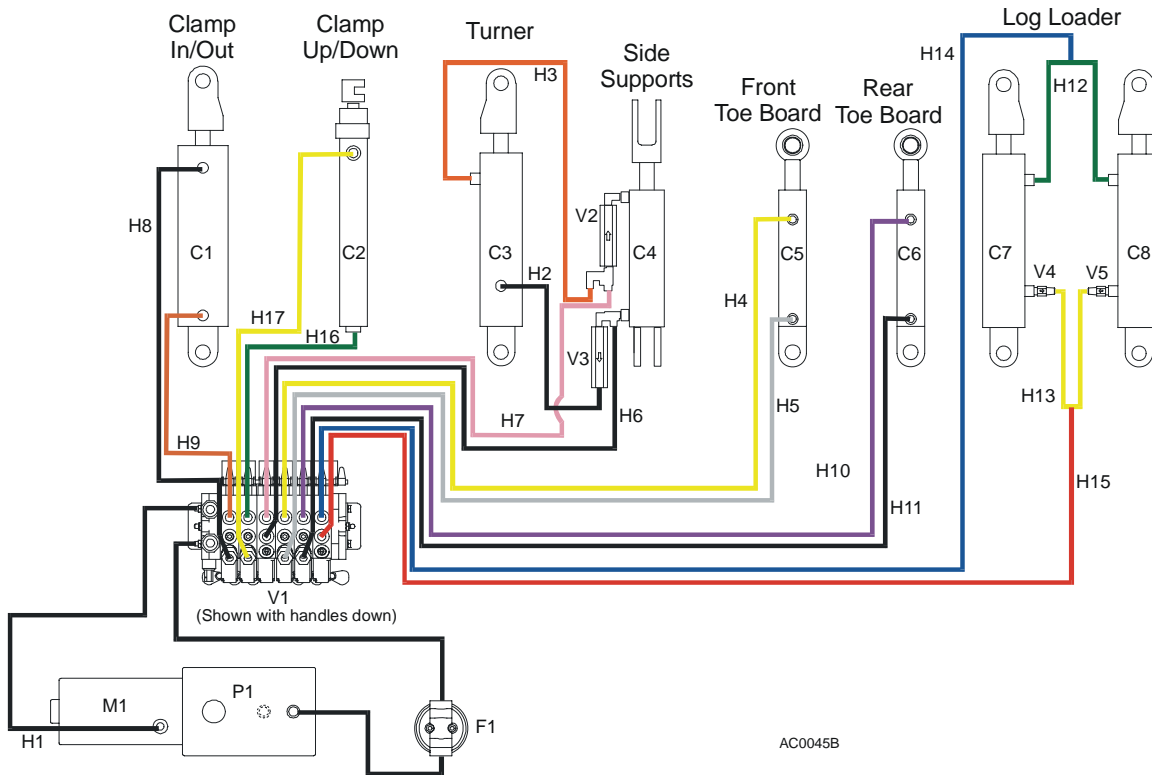 Clamp
In/Out
Clamp
Up/Down
Turner
Side
Supports
Front
Toe Board
Rear
Toe Board
Log Loader
H3
H14
H12
H8
V2
C1
C2
C3
C4
C5
C6
C7
C8
H2
V4
V5
H4
H17
H16
V3
H13
H7
H6
H5
H9
H10
H15
H11
V1
(Shown with handles down)
M1
P1
F1
H1
AC0045B